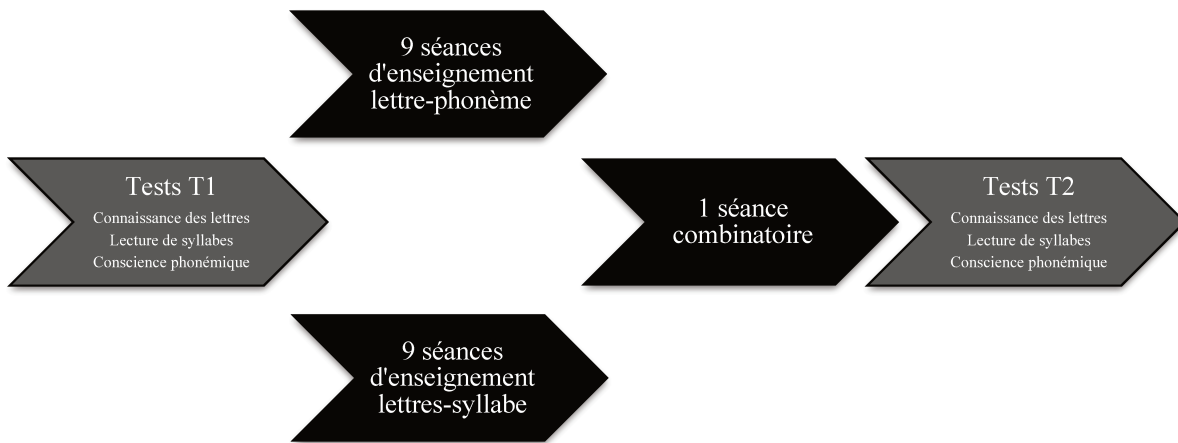 Tests T1
Connaissance des lettres
Lecture de syllabes
Conscience phonémique
9 séances
d'enseignement
lettre-phonème
9 séances
d'enseignement
lettres-syllabe
1 séance
combinatoire
Tests T2
Connaissance des lettres
Lecture de syllabes
Conscience phonémique